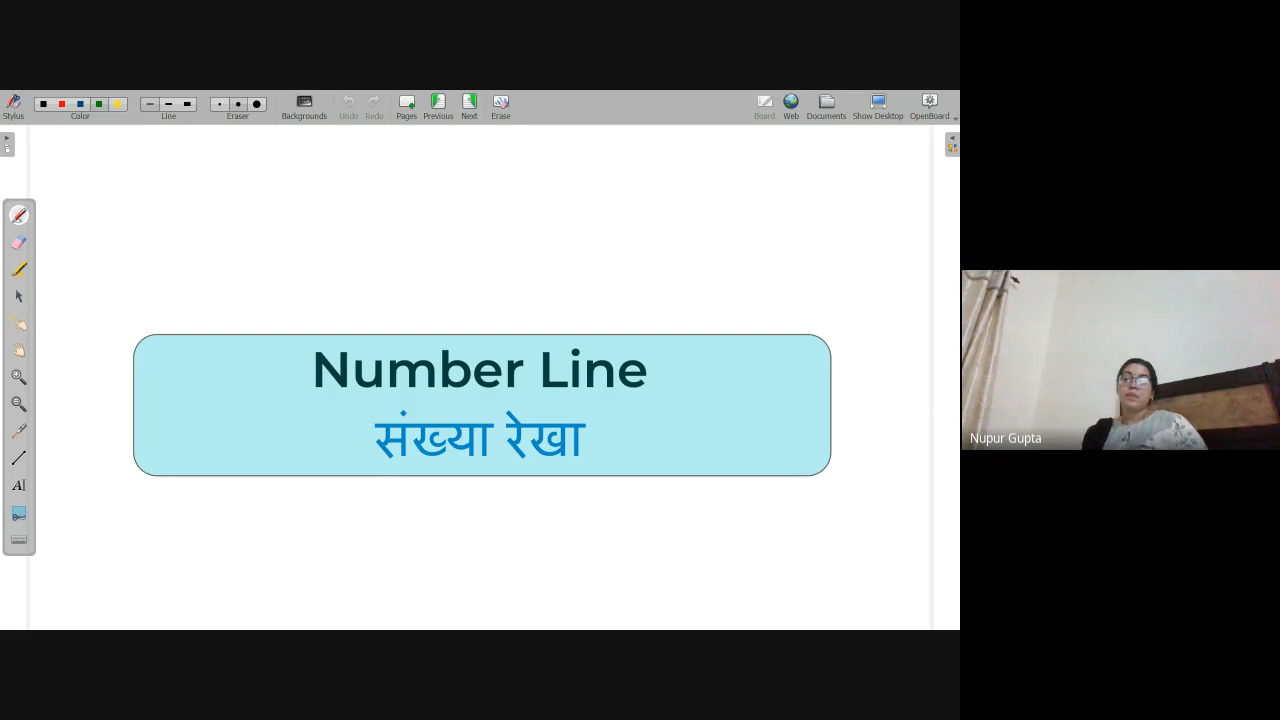 Stylus
Color
Line
Eraser
Backgrounds
Undo
Redo
Pages
Previous
Next
Erase
Board
Web
Documents
Show Desktop
OpenBoard
Number Line
संख्या रेखा
Nupur Gupta